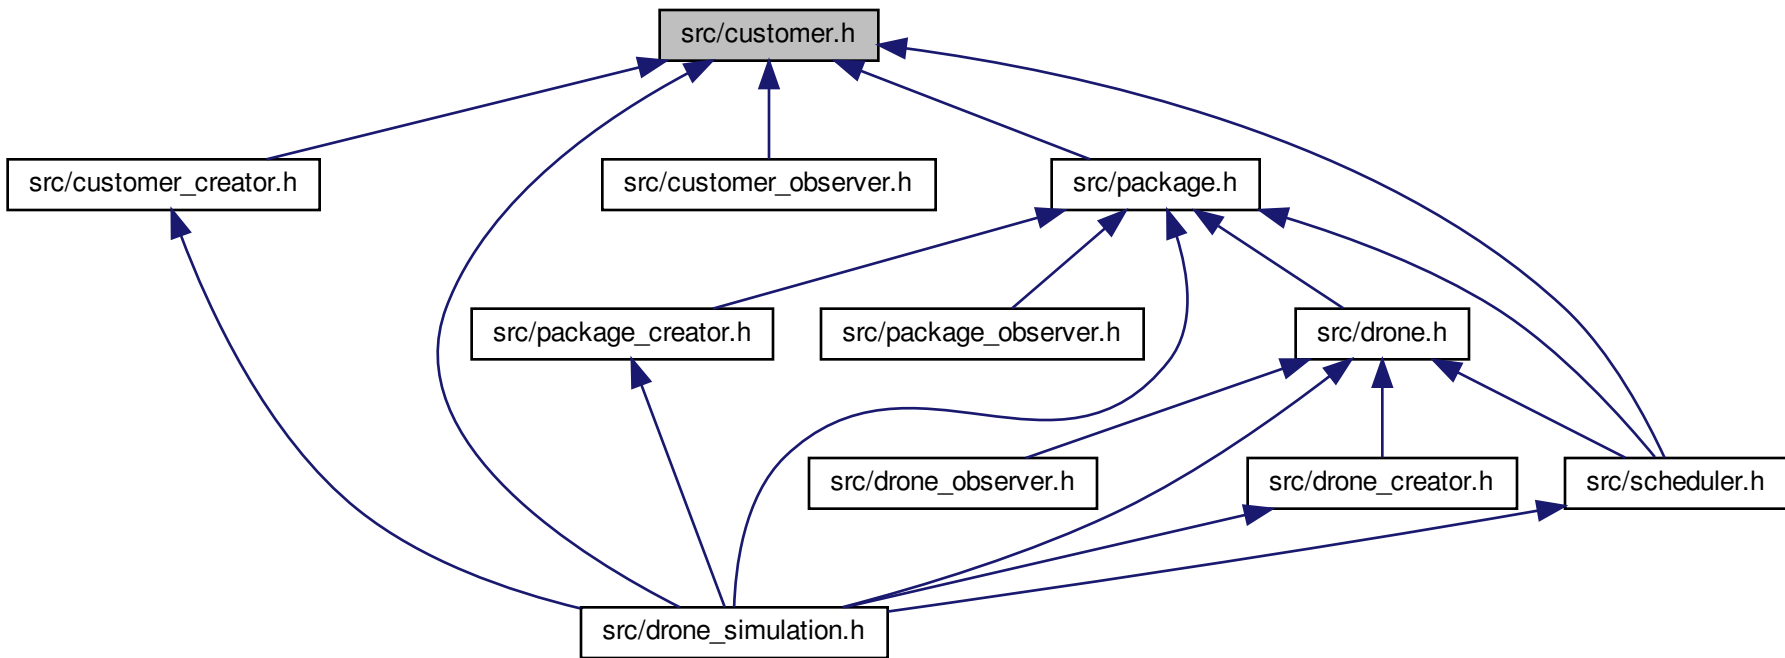 src/customer.h
src/customer_creator.h
src/customer_observer.h
src/package.h
src/package_creator.h
src/package_observer.h
src/drone.h
src/drone_observer.h
src/drone_creator.h
src/scheduler.h
src/drone_simulation.h